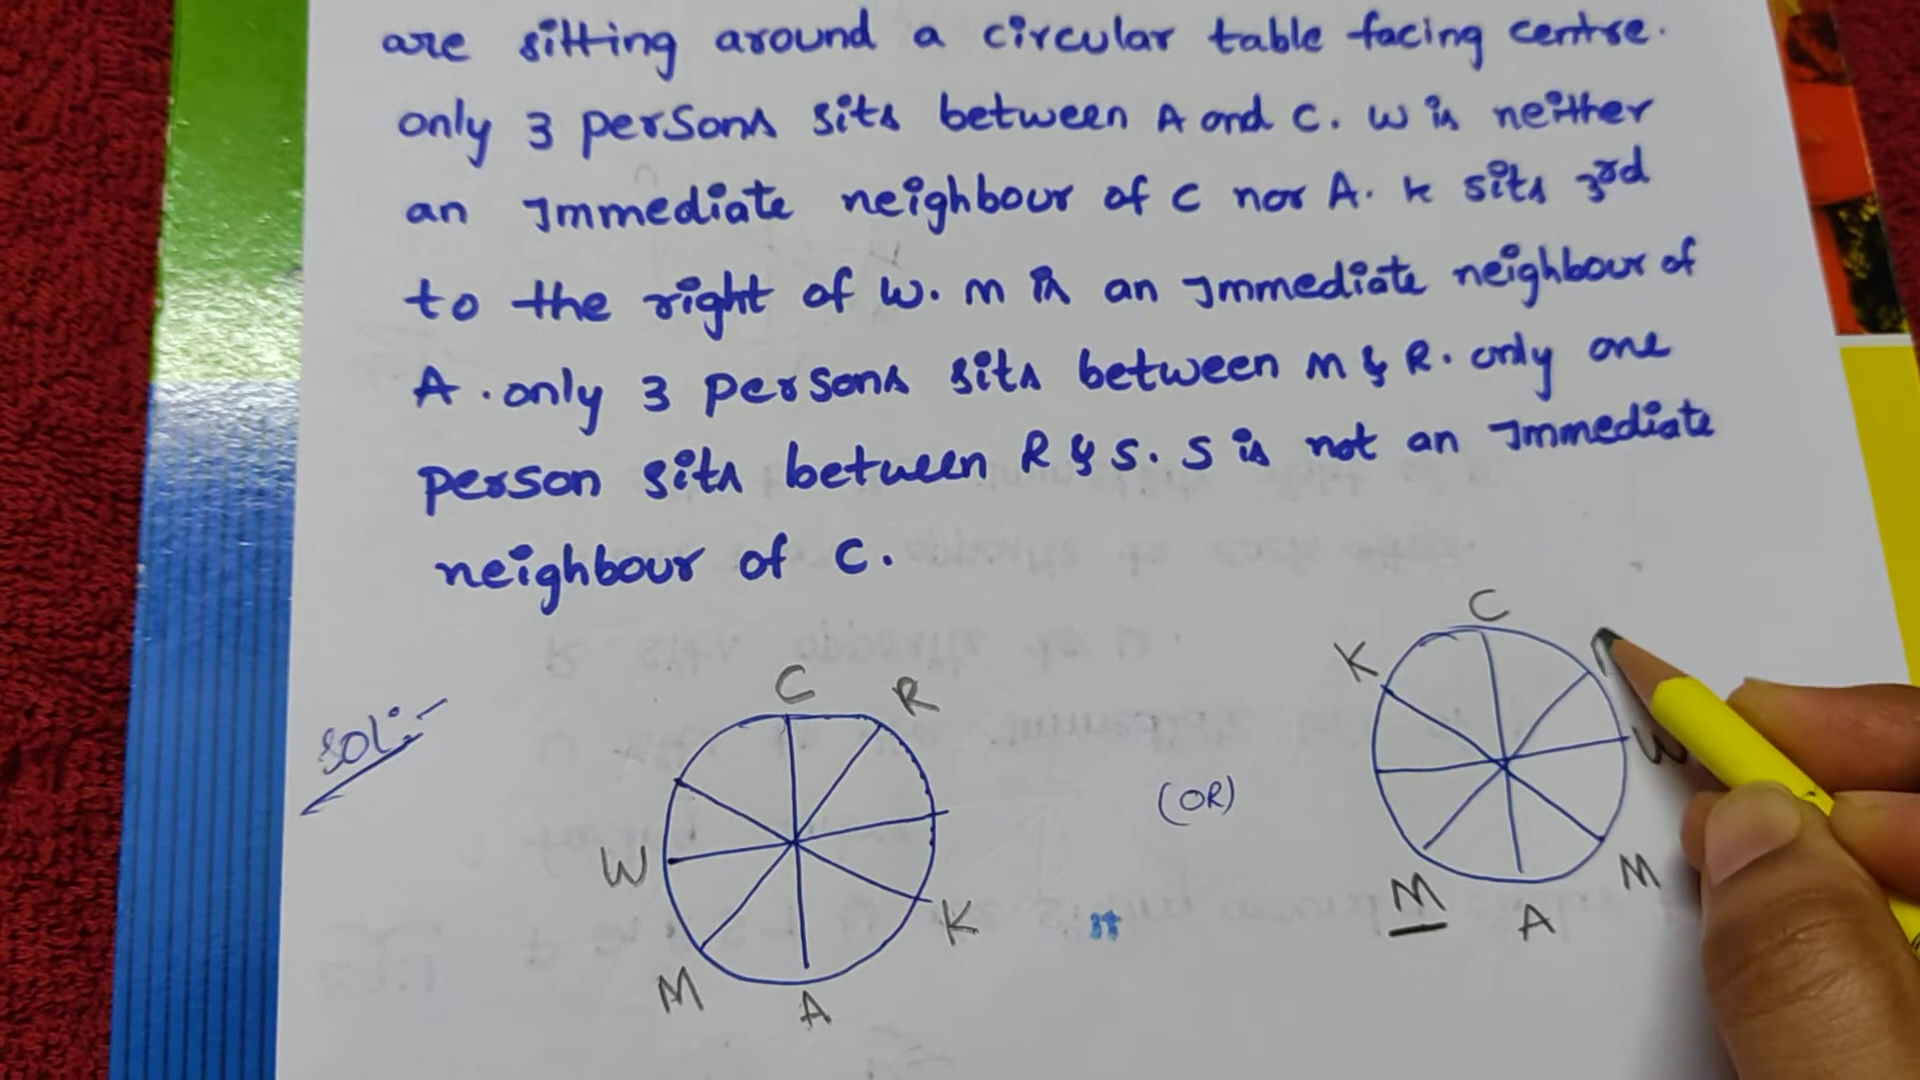 are sitting around a circular table facing centre.
only 3 persons sits between A and C. W is neither
an Immediate neighbour of C nor A. K sits 3rd
to the right of W. M is an Immediate neighbour of
A. only 3 persons sits between M & R. only one
person sits between R & S. S is not an Immediate
neighbour of C.
Sol:-
C
R
W
K
M
A
(OR)
C
K
W
M
M
A